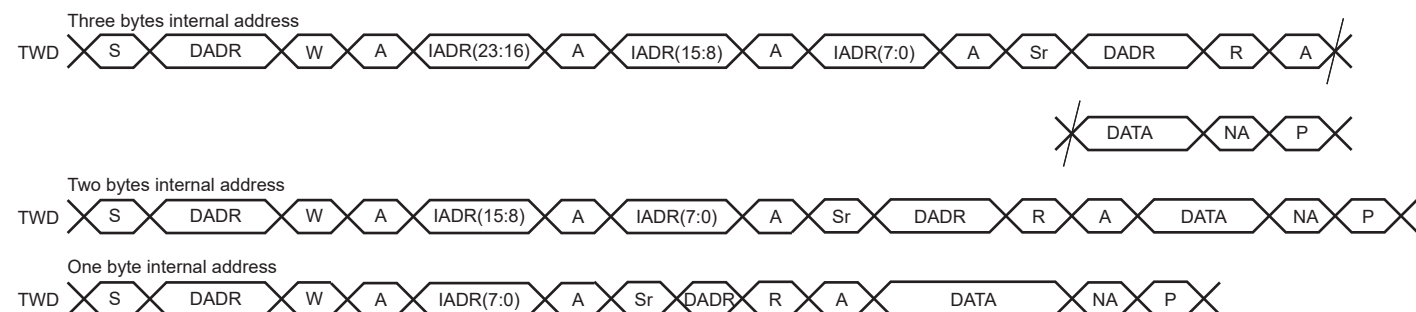 Three bytes internal address
TWD S DADR W A IADR(23:16) A IADR(15:8) A IADR(7:0) A Sr DADR R A
DATA NA P
Two bytes internal address
TWD S DADR W A IADR(15:8) A IADR(7:0) A Sr DADR R A DATA NA P
One byte internal address
TWD S DADR W A IADR(7:0) A Sr DADR R A DATA NA P